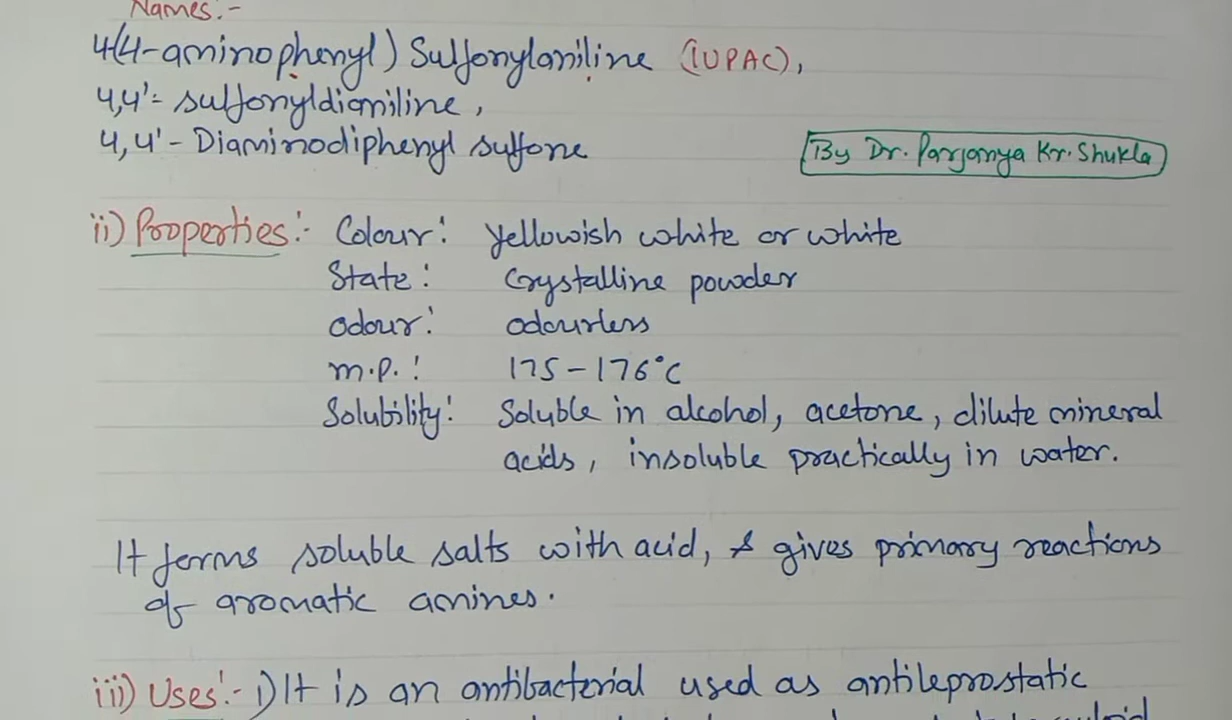 Names:-
4-(4-aminophenyl) Sulfonylaniline (IUPAC),
4,4'- sulfonyldianiline,
4,4'- Diaminodiphenyl sulfone
By Dr. Parjanya Kr. Shukla
ii) Properties:- Colour: Yellowish white or white
State: Crystalline powder
Odour: odourless
m.p.: 175-176°C
Solubility: Soluble in alcohol, acetone, dilute mineral
acids, insoluble practically in water.
It forms soluble salts with acid, & gives primary reactions
of aromatic amines.
iii) Uses:- i) It is an antibacterial used as antileprostatic